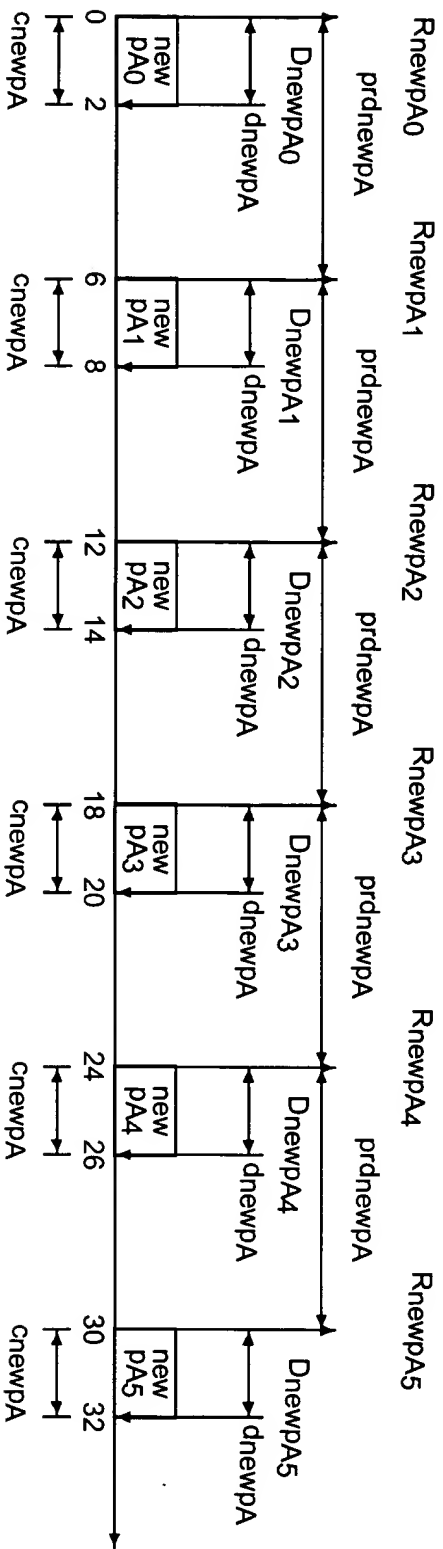 RnewpA0 RnewpA1 RnewpA2 RnewpA3 RnewpA4 RnewpA5
prdnewpA prdnewpA prdnewpA prdnewpA prdnewpA
DnewpA0 DnewpA1 DnewpA2 DnewpA3 DnewpA4 DnewpA5
dnewpA dnewpA dnewpA dnewpA dnewpA dnewpA
new new new new new new
pA0 pA1 pA2 pA3 pA4 pA5
0 2 6 8 12 14 18 20 24 26 30 32
cnewpA cnewpA cnewpA cnewpA cnewpA cnewpA